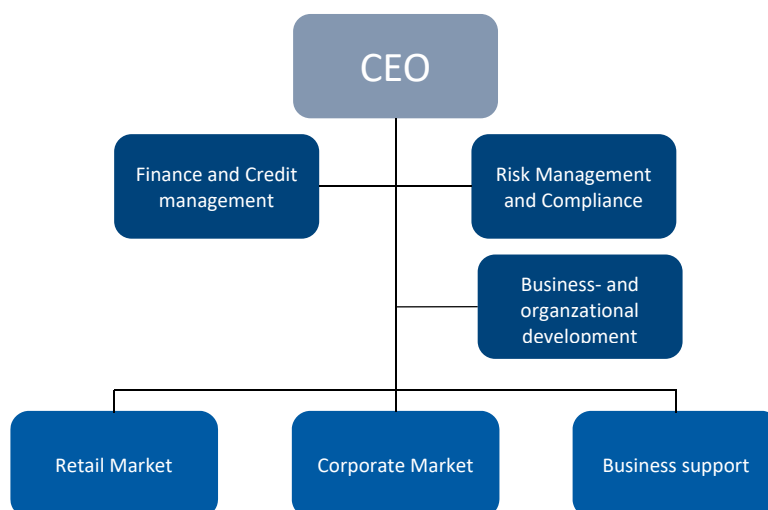 CEO
Finance and Credit
management
Risk Management
and Compliance
Business- and
organzational
development
Retail Market
Corporate Market
Business support